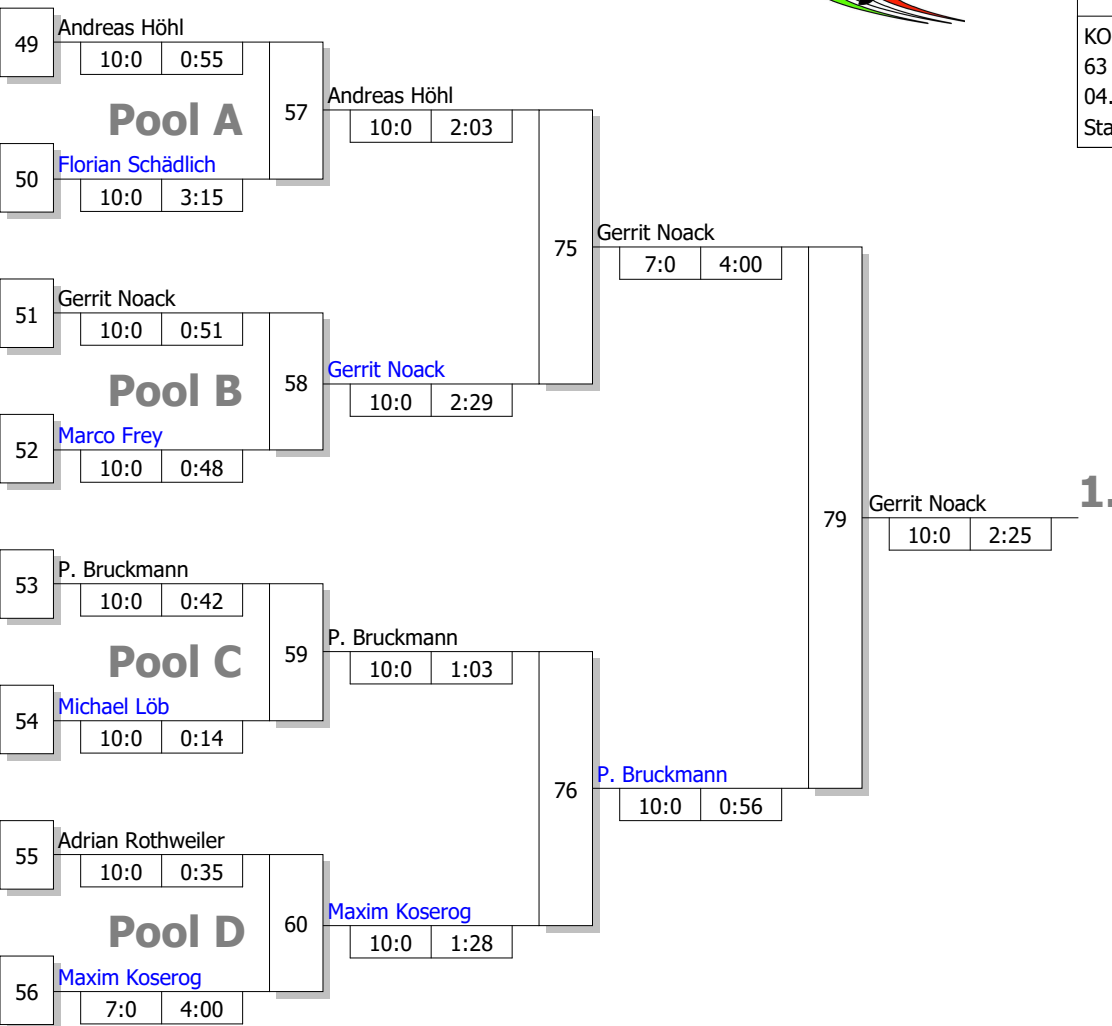 KO
63
04.
Sta
49
Andreas Höhl
10:0 0:55
Pool A
57
50
Florian Schädlich
10:0 3:15
Andreas Höhl
10:0 2:03
51
Gerrit Noack
10:0 0:51
Pool B
58
52
Marco Frey
10:0 0:48
Gerrit Noack
10:0 2:29
75
Gerrit Noack
7:0 4:00
53
P. Bruckmann
10:0 0:42
Pool C
59
54
Michael Löb
10:0 0:14
P. Bruckmann
10:0 1:03
55
Adrian Rothweiler
10:0 0:35
Pool D
60
56
Maxim Koserog
7:0 4:00
Maxim Koserog
10:0 1:28
76
P. Bruckmann
10:0 0:56
79
Gerrit Noack
10:0 2:25
1.